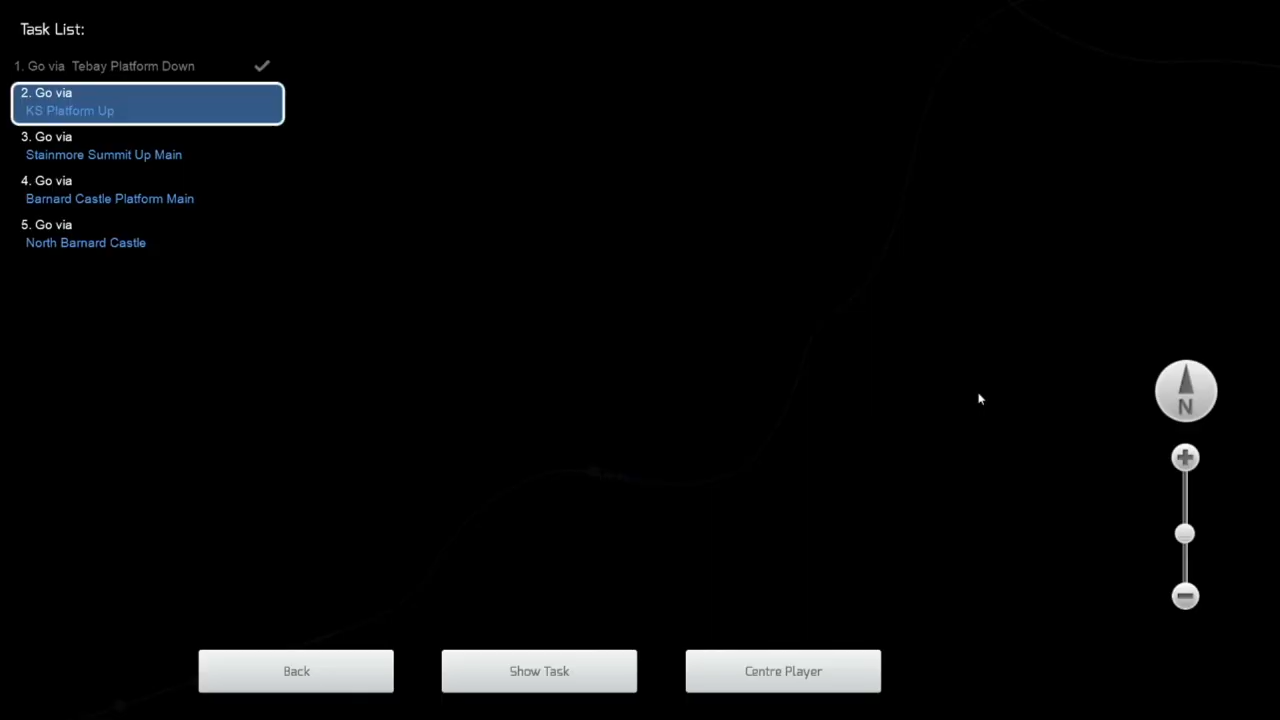 Task List:
1. Go via  Tebay Platform Down
2. Go via
KS Platform Up
3. Go via
Stainmore Summit Up Main
4. Go via
Barnard Castle Platform Main
5. Go via
North Barnard Castle
N
Back
Show Task
Centre Player